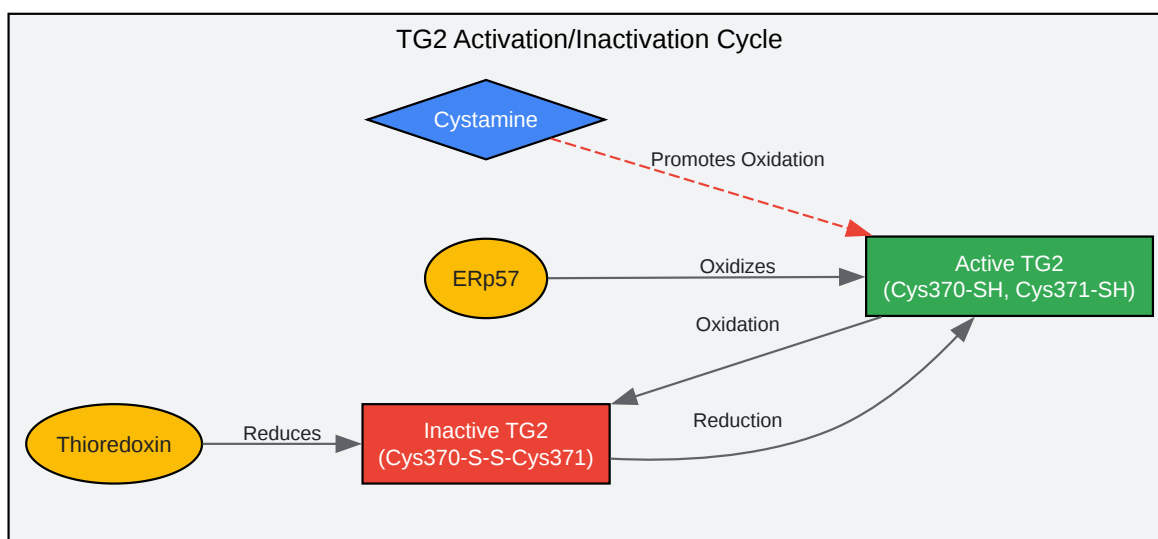 TG2 Activation/Inactivation Cycle
Cystamine
Promotes Oxidation
ERp57
Oxidizes
Active TG2
(Cys370-SH, Cys371-SH)
Oxidation
Thioredoxin
Reduces
Inactive TG2
(Cys370-S-S-Cys371)
Reduction